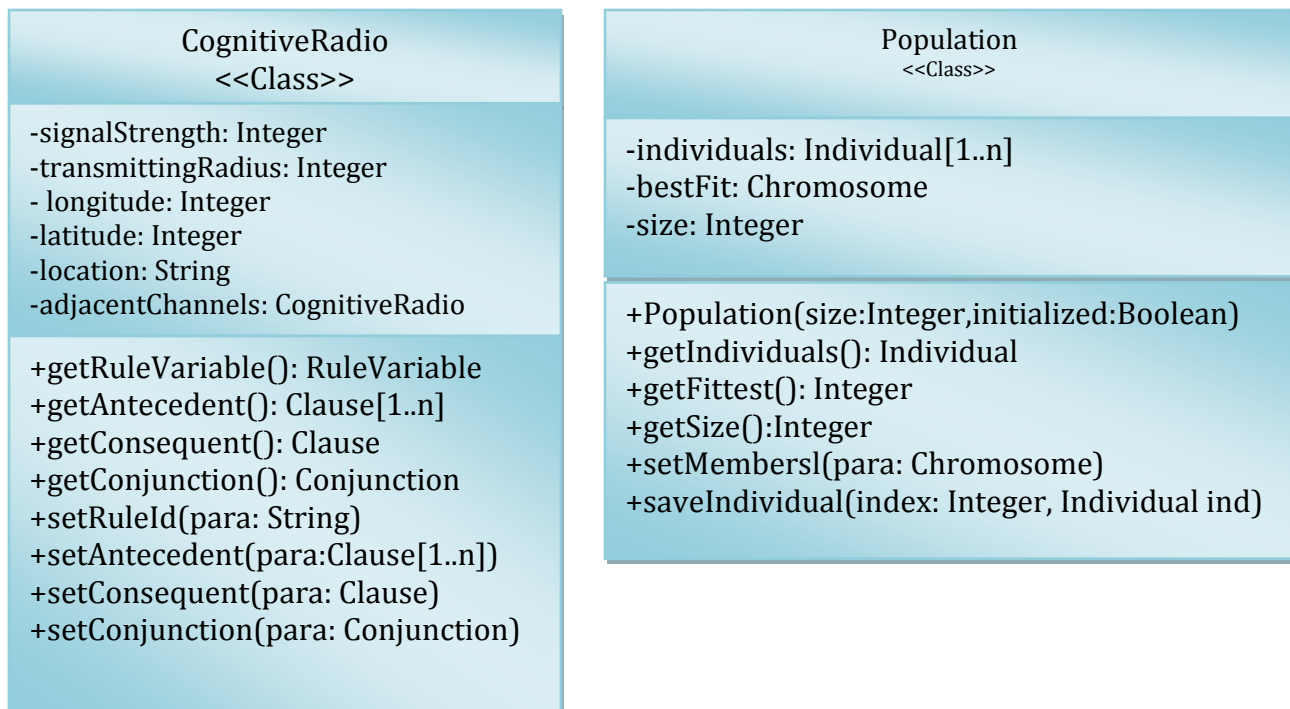 CognitiveRadio
<<Class>>
-signalStrength: Integer
-transmittingRadius: Integer
- longitude: Integer
-latitude: Integer
-location: String
-adjacentChannels: CognitiveRadio
+getRuleVariable(): RuleVariable
+getAntecedent(): Clause[1..n]
+getConsequent(): Clause
+getConjunction(): Conjunction
+setRuleId(para: String)
+setAntecedent(para:Clause[1..n])
+setConsequent(para: Clause)
+setConjunction(para: Conjunction)
Population
<<Class>>
-individuals: Individual[1..n]
-bestFit: Chromosome
-size: Integer
+Population(size:Integer,initialized:Boolean)
+getIndividuals(): Individual
+getFittest(): Integer
+getSize():Integer
+setMembersl(para: Chromosome)
+saveIndividual(index: Integer, Individual ind)